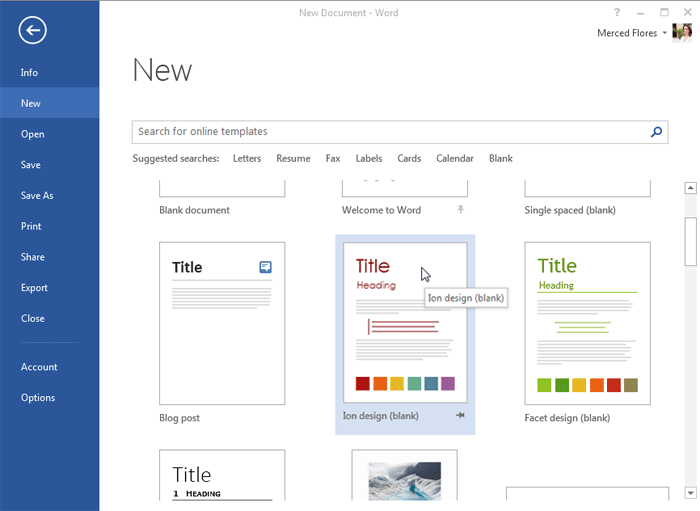 New Document - Word
Merced Flores
Info
New
Open
Save
Save As
Print
Share
Export
Close
Account
Options
New
Search for online templates
Suggested searches: Letters Resume Fax Labels Cards Calendar Blank
Blank document
Welcome to Word
Single spaced (blank)
Title
Blog post
Title
Heading
Ion design (blank)
Ion design (blank)
Title
Heading
Facet design (blank)
Title
1 HEADING